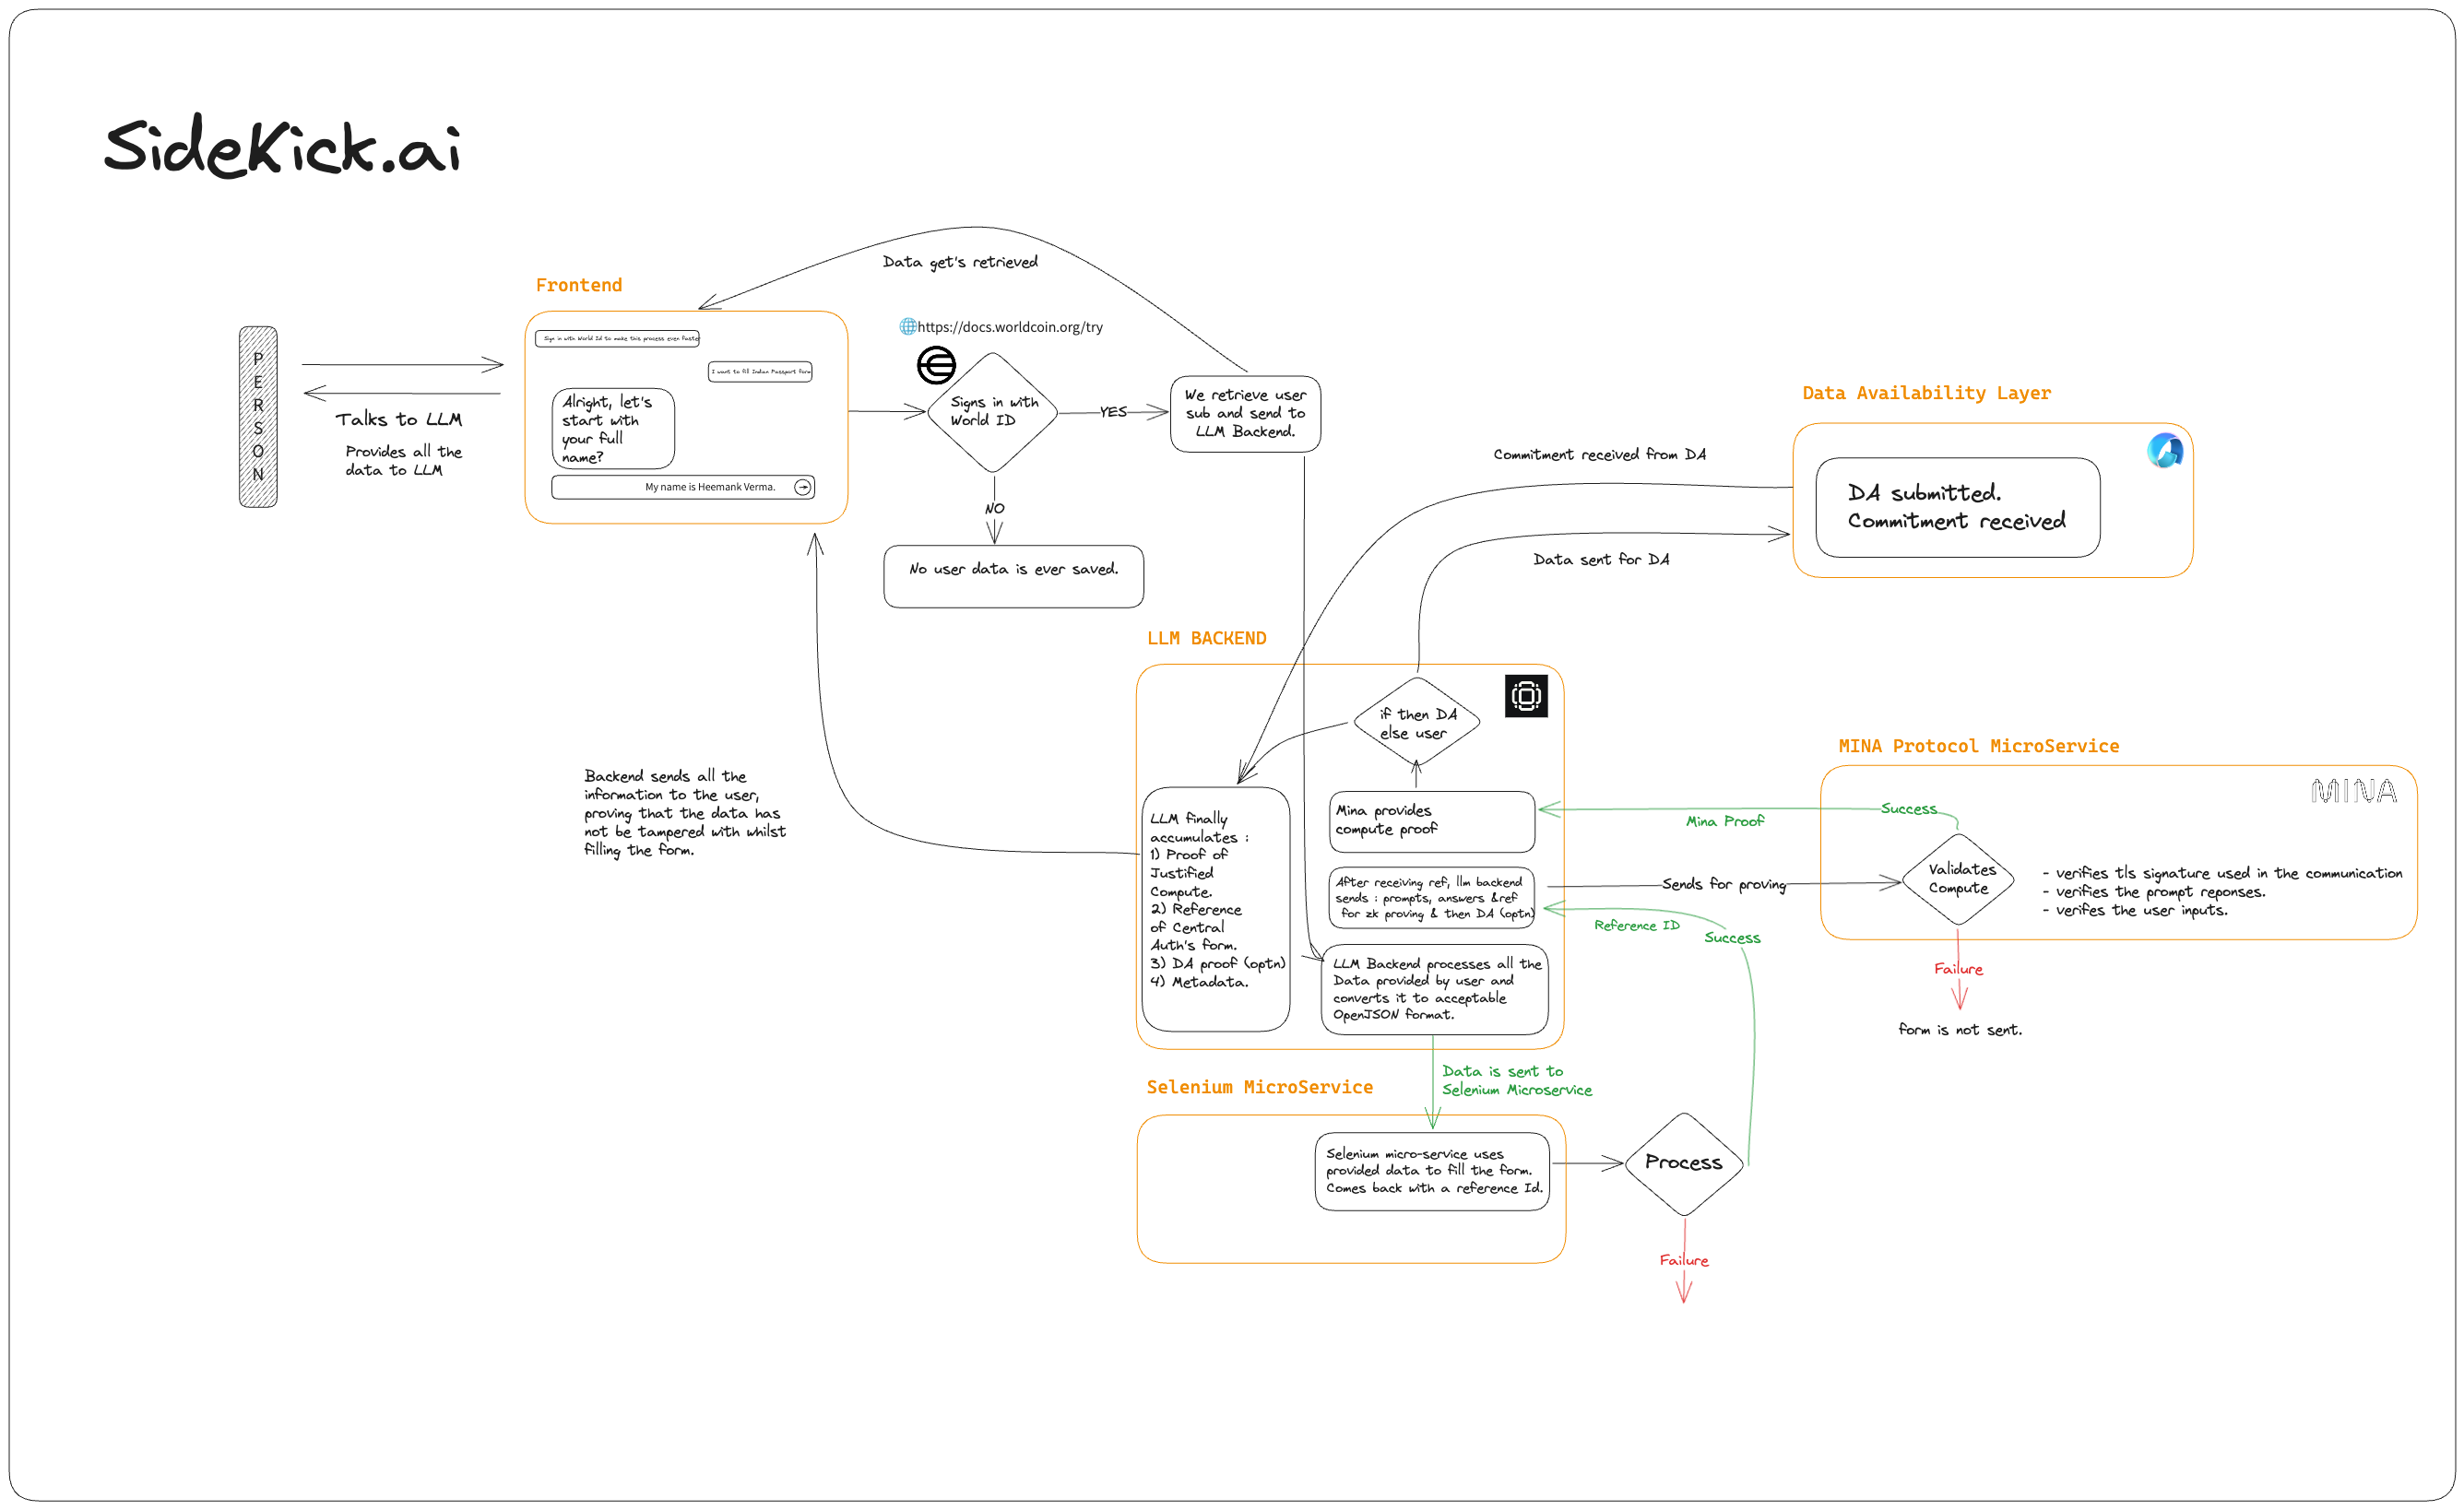 SideKick.ai
Data get's retrieved
Frontend
https://docs.worldcoin.org/try
Sign in with World Id to make this process even faster
I want to fill Indian Passport form
Alright, let's
start with
your full
name?
My name is Heemank Verma.
P
E
R
S
O
N
Talks to LLM
Provides all the
data to LLM
Signs in with
World ID
YES
We retrieve user
sub and send to
LLM Backend.
NO
No user data is ever saved.
Data Availability Layer
Commitment received from DA
DA submitted.
Commitment received
Data sent for DA
LLM BACKEND
if then DA
else user
Mina provides
compute proof
After receiving ref, llm backend
sends : prompts, answers &ref
for zk proving & then DA (optn)
LLM Backend processes all the
Data provided by user and
converts it to acceptable
OpenJSON format.
LLM finally
accumulates :
1) Proof of
Justified
Compute.
2) Reference
of Central
Auth's form.
3) DA proof (optn)
4) Metadata.
Backend sends all the
information to the user,
proving that the data has
not be tampered with whilst
filling the form.
MINA Protocol MicroService
MINA
Success
Mina Proof
Validates
Compute
- verifies tls signature used in the communication
- verifies the prompt reponses.
- verifes the user inputs.
Sends for proving
Reference ID
Success
Failure
form is not sent.
Data is sent to
Selenium Microservice
Selenium MicroService
Selenium micro-service uses
provided data to fill the form.
Comes back with a reference Id.
Process
Failure